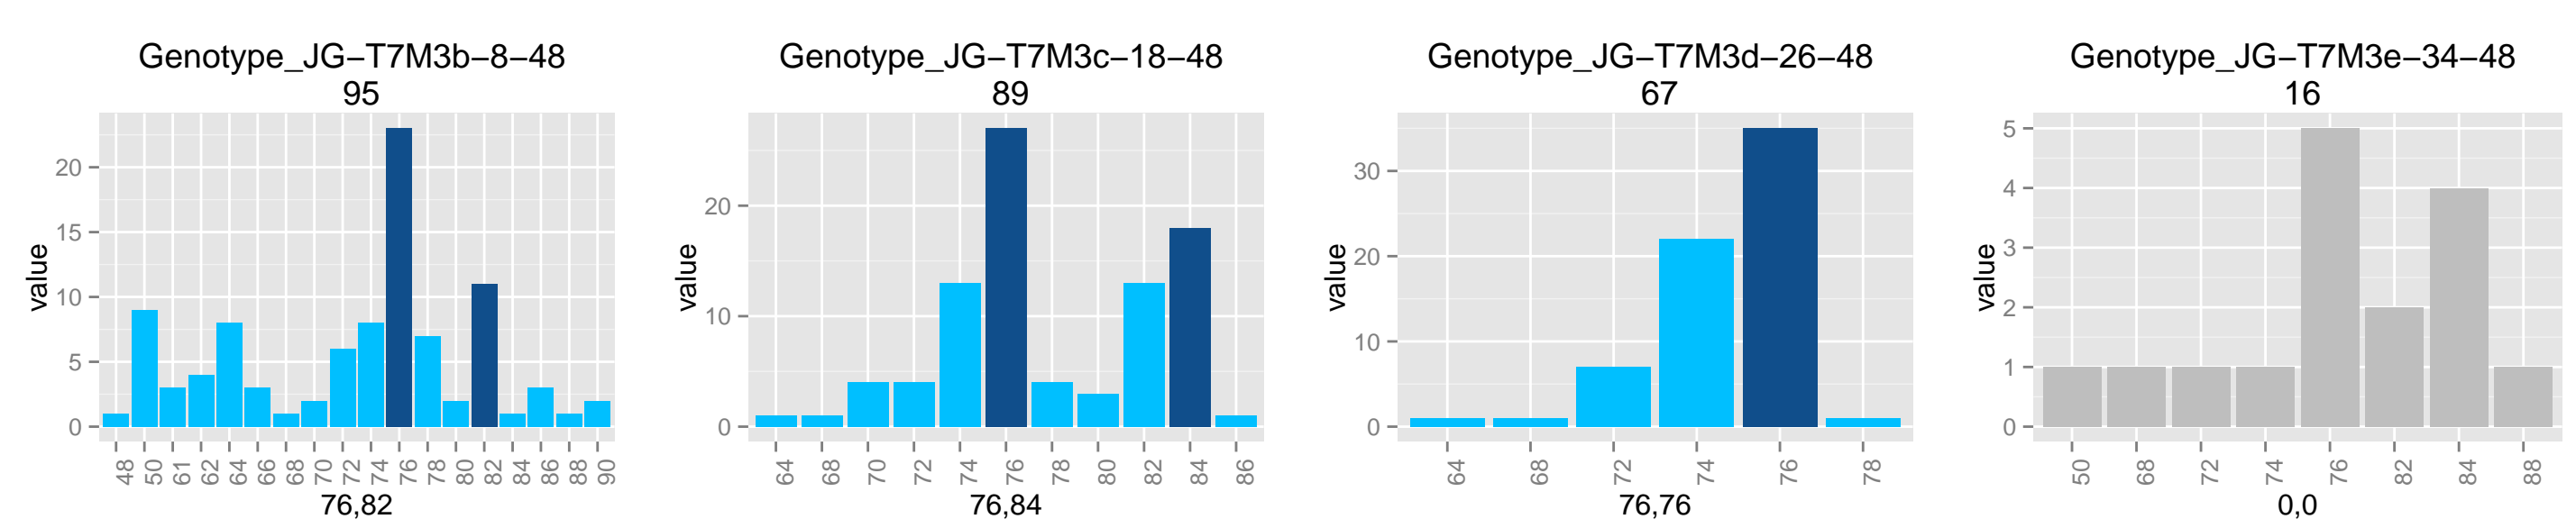 Genotype_JG−T7M3b−8−48
95
value
20
15
10
5
0
48 50 61 62 64 66 68 70 72 74 76 78 80 82 84 86 88 90
76,82
Genotype_JG−T7M3c−18−48
89
value
20
10
0
64 68 70 72 74 76 78 80 82 84 86
76,84
Genotype_JG−T7M3d−26−48
67
value
30
20
10
0
64 68 72 74 76 78
76,76
Genotype_JG−T7M3e−34−48
16
value
5
4
3
2
1
0
50 68 72 74 76 82 84 88
0,0